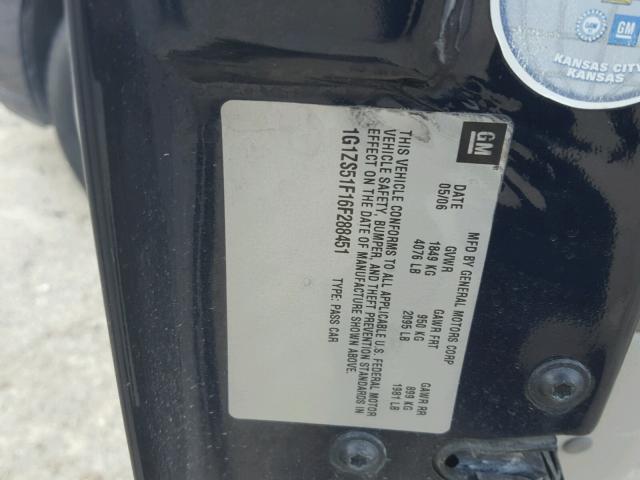 GM
MFD BY GENERAL MOTORS CORP
DATE GVWR GAWR FRT GAWR RR
05/06 1849 KG 950 KG 899 KG
4076 LB 2095 LB 1981 LB
THIS VEHICLE CONFORMS TO ALL APPLICABLE U.S. FEDERAL MOTOR
VEHICLE SAFETY, BUMPER, AND THEFT PREVENTION STANDARDS IN
EFFECT ON THE DATE OF MANUFACTURE SHOWN ABOVE.
1G1ZS51F16F288451 TYPE: PASS CAR
GM
KANSAS CITY
KANSAS